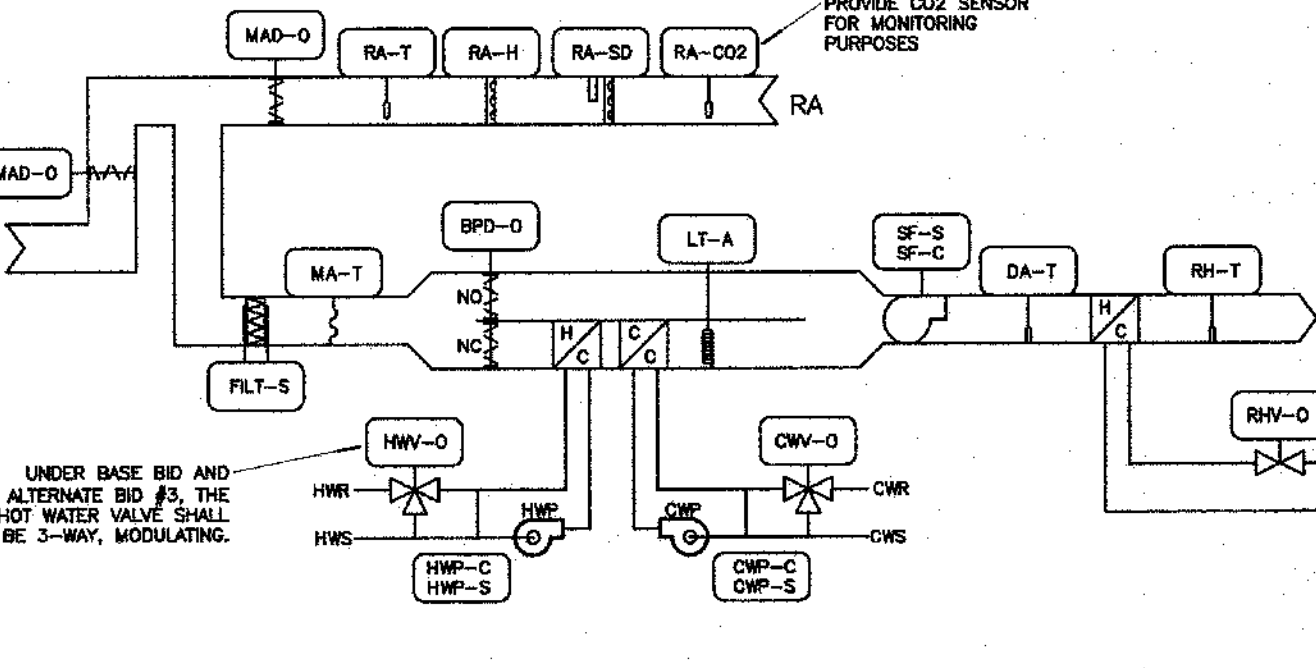 PROVIDE CO2 SENSOR
FOR MONITORING
PURPOSES
MAD-O
RA-T
RA-H
RA-SD
RA-CO2
RA
MAD-O
BPD-O
LT-A
SF-S
SF-C
DA-T
RH-T
MA-T
NO
NC
H
C
C
C
H
C
FILT-S
UNDER BASE BID AND
ALTERNATE BID #3, THE
HOT WATER VALVE SHALL
BE 3-WAY, MODULATING.
HWV-O
CWV-O
RHV-O
HWR
CWR
HWP
CWP
HWS
CWS
HWP-C
HWP-S
CWP-C
CWP-S